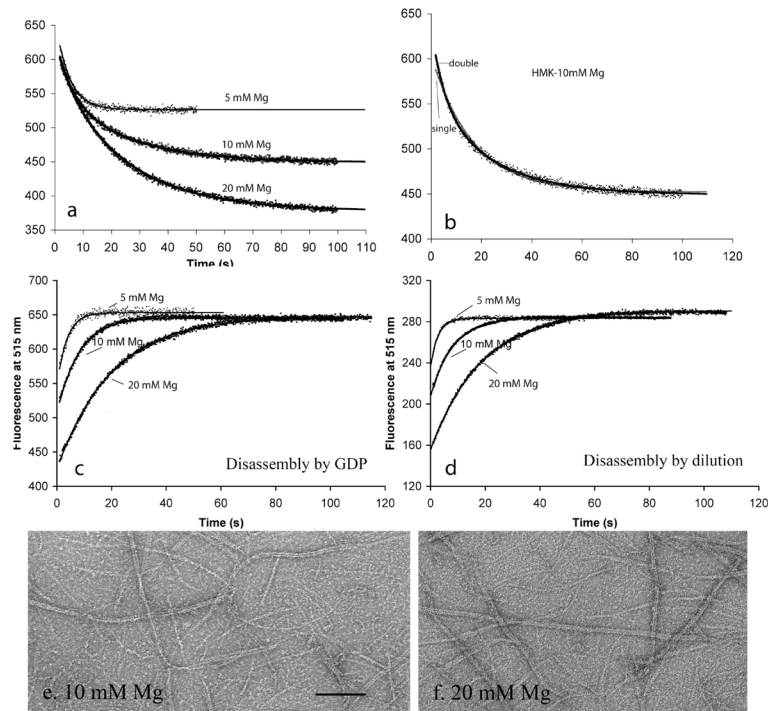 650
600
550
500
450
400
350
5 mM Mg
10 mM Mg
20 mM Mg
a
0 10 20 30 40 50 60 70 80 90 100 110
Time (s)
650
600
550
500
450
400
double
single
HMK-10mM Mg
b
0 20 40 60 80 100 120
700
650
600
550
500
450
400
Fluorescence at 515 nm
5 mM Mg
10 mM Mg
20 mM Mg
c
Disassembly by GDP
0 20 40 60 80 100 120
Time (s)
320
280
240
200
160
120
Fluorescence at 515 nm
5 mM Mg
10 mM Mg
20 mM Mg
d
Disassembly by dilution
0 20 40 60 80 100 120
Time (s)
e. 10 mM Mg
f. 20 mM Mg